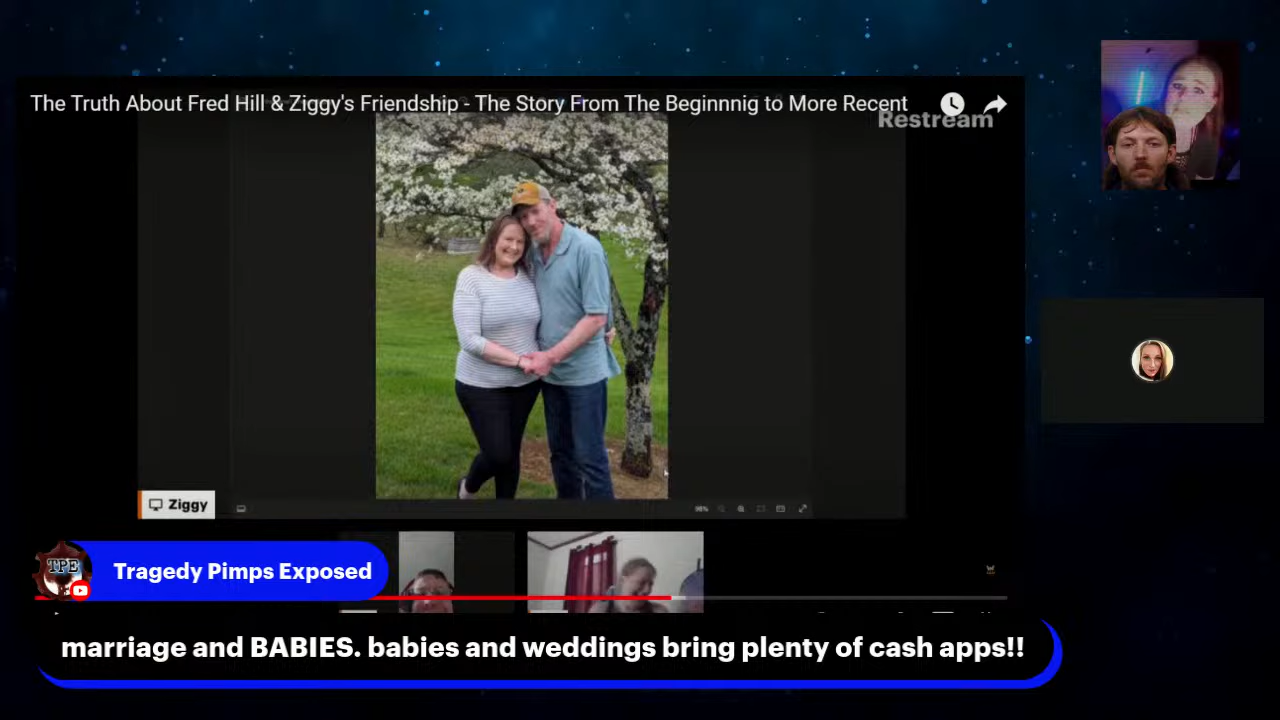 The Truth About Fred Hill & Ziggy's Friendship - The Story From The Beginnnig to More Recent
Restream
Ziggy
98%
TPE
Tragedy Pimps Exposed
marriage and BABIES. babies and weddings bring plenty of cash apps!!